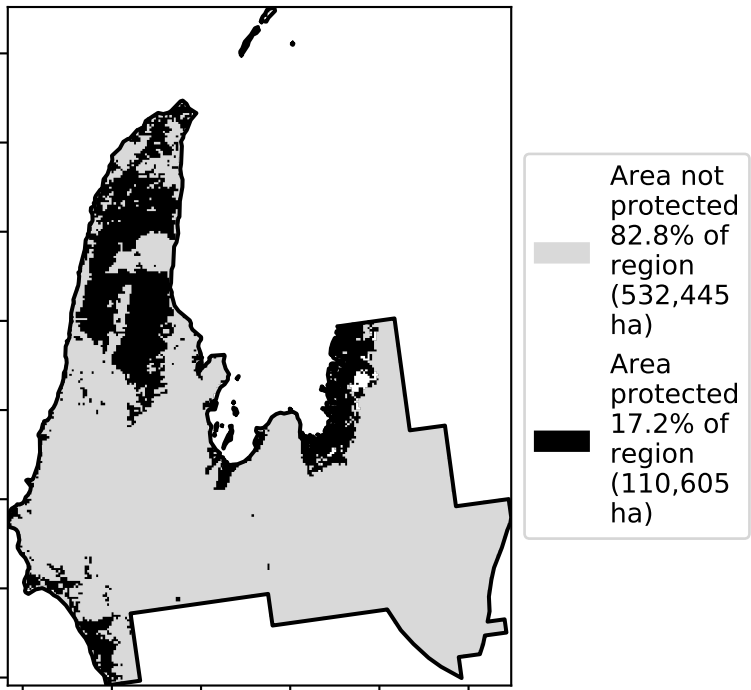 Area not
protected
82.8% of
region
(532,445
ha)
Area
protected
17.2% of
region
(110,605
ha)